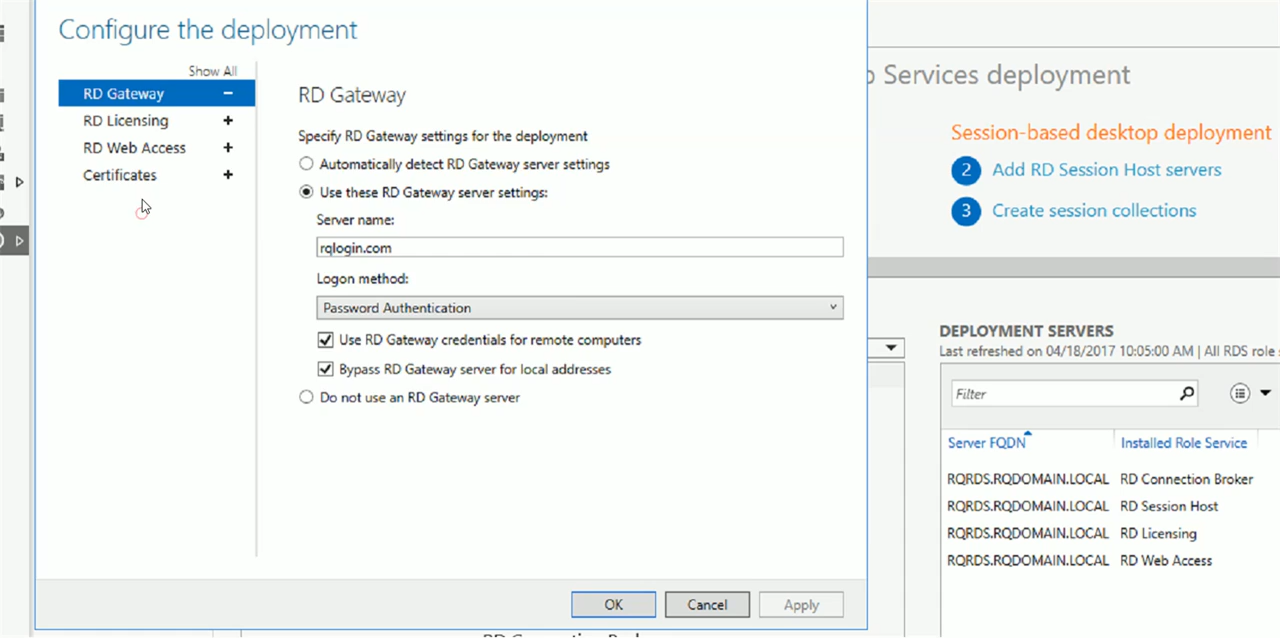 Configure the deployment
Show All
RD Gateway –
RD Licensing +
RD Web Access +
Certificates +
RD Gateway
Specify RD Gateway settings for the deployment
Automatically detect RD Gateway server settings
Use these RD Gateway server settings:
Server name:
rqlogin.com
Logon method:
Password Authentication
Use RD Gateway credentials for remote computers
Bypass RD Gateway server for local addresses
Do not use an RD Gateway server
OK Cancel Apply
Services deployment
Session-based desktop deployment
2 Add RD Session Host servers
3 Create session collections
DEPLOYMENT SERVERS
Last refreshed on 04/18/2017 10:05:00 AM | All RDS role
Filter
Server FQDN Installed Role Service
RQRDS.RQDOMAIN.LOCAL RD Connection Broker
RQRDS.RQDOMAIN.LOCAL RD Session Host
RQRDS.RQDOMAIN.LOCAL RD Licensing
RQRDS.RQDOMAIN.LOCAL RD Web Access